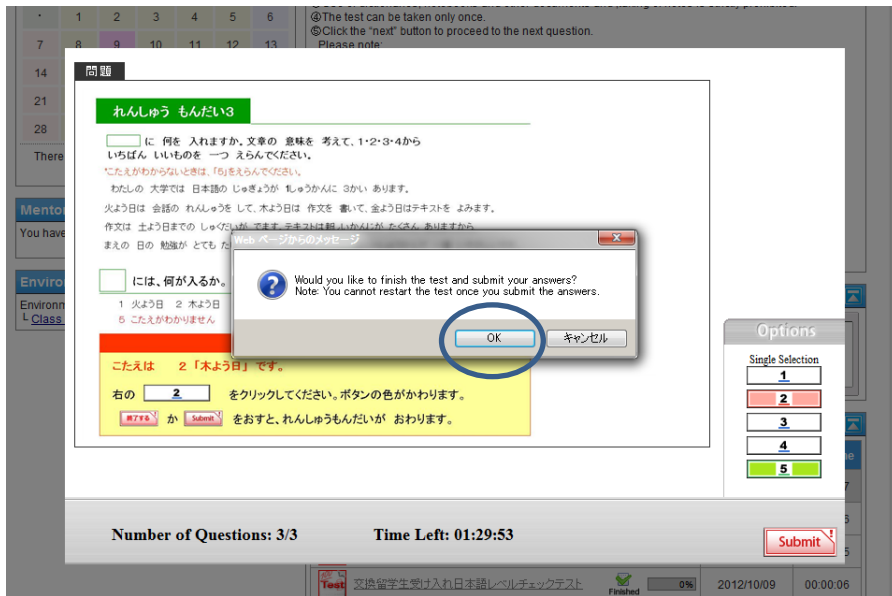 ④The test can be taken only once.
⑤Click the "next" button to proceed to the next question.
Please note:
1 2 3 4 5 6
7 8 9 10 11 12 13
14
21
28
There
Mento
You have
Enviro
Environm
L Class
問題
れんしゅう もんだい3
に 何を 入れますか。文章の 意味を 考えて、1・2・3・4から
いちばん いいものを 一つ えらんでください。
*こたえがわからないときは、「5」をえらんでください。
わたしの 大学では 日本語の じゅぎょうが 1しゅうかんに 3かい あります。
火よう日は 会話の れんしゅうを して、木よう日は 作文を 書いて、金よう日はテキストを よみます。
作文は 土よう日までの しゅくだいが でます。テキストは
まえの 日の 勉強が とても た
には、何が入るか。
1 火よう日 2 木よう日
5 こたえがわかりません
Web ページからのメッセージ
Would you like to finish the test and submit your answers?
Note: You cannot restart the test once you submit the answers.
OK キャンセル
こたえは 2「木よう日」です。
右の 2 をクリックしてください。ボタンの色がかわります。
終了する か Submit をおすと、れんしゅうもんだいが おわります。
Options
Single Selection
1
2
3
4
5
Number of Questions: 3/3 Time Left: 01:29:53
Submit!
Test 交換留学生受け入れ日本語レベルチェックテスト Finished 0% 2012/10/09 00:00:06